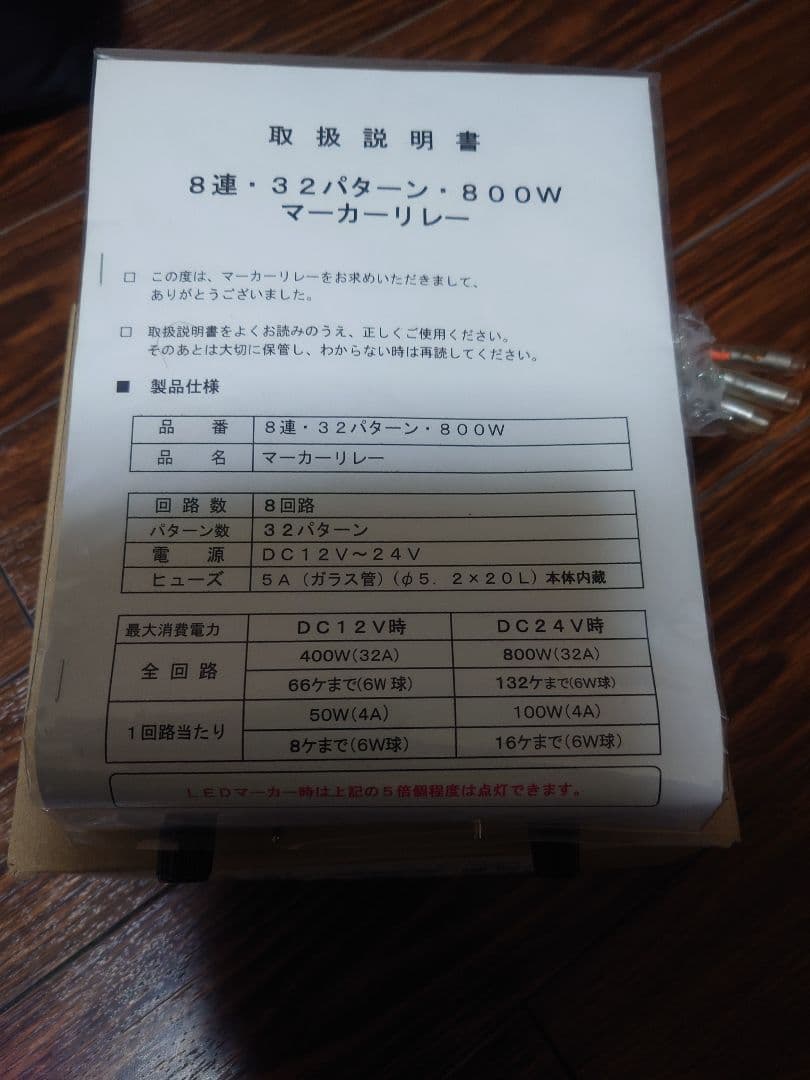 取扱説明書
８連・３２パターン・８００Ｗ
マーカーリレー
□ この度は、マーカーリレーをお求めいただきまして、
ありがとうございました。
□ 取扱説明書をよくお読みのうえ、正しくご使用ください。
そのあとは大切に保管し、わからない時は再読してください。
■ 製品仕様
品番 ８連・３２パターン・８００Ｗ
品名 マーカーリレー
回路数 ８回路
パターン数 ３２パターン
電源 ＤＣ１２Ｖ～２４Ｖ
ヒューズ ５Ａ（ガラス管）（φ５．２×２０Ｌ）本体内蔵
最大消費電力 ＤＣ１２Ｖ時 ＤＣ２４Ｖ時
全回路 400W(32A) 800W(32A)
66ケまで(6W球) 132ケまで(6W球)
１回路当たり 50W(4A) 100W(4A)
8ケまで(6W球) 16ケまで(6W球)
ＬＥＤマーカー時は上記の５倍個程度は点灯できます。